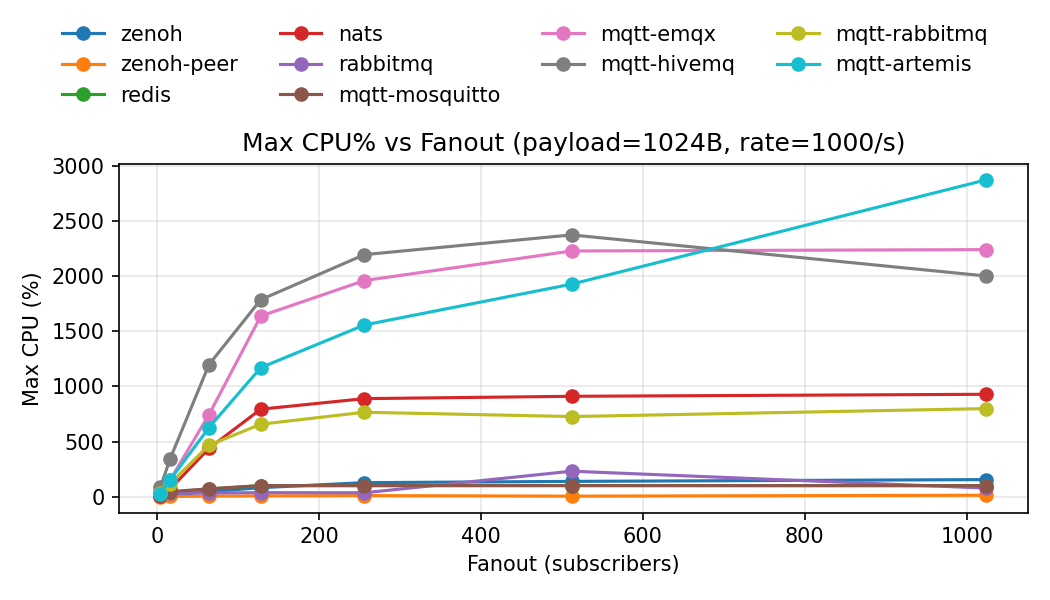 zenoh
zenoh-peer
redis
nats
rabbitmq
mqtt-mosquitto
mqtt-emqx
mqtt-hivemq
mqtt-rabbitmq
mqtt-artemis
Max CPU% vs Fanout (payload=1024B, rate=1000/s)
Max CPU (%)
3000
2500
2000
1500
1000
500
0
0 200 400 600 800 1000
Fanout (subscribers)